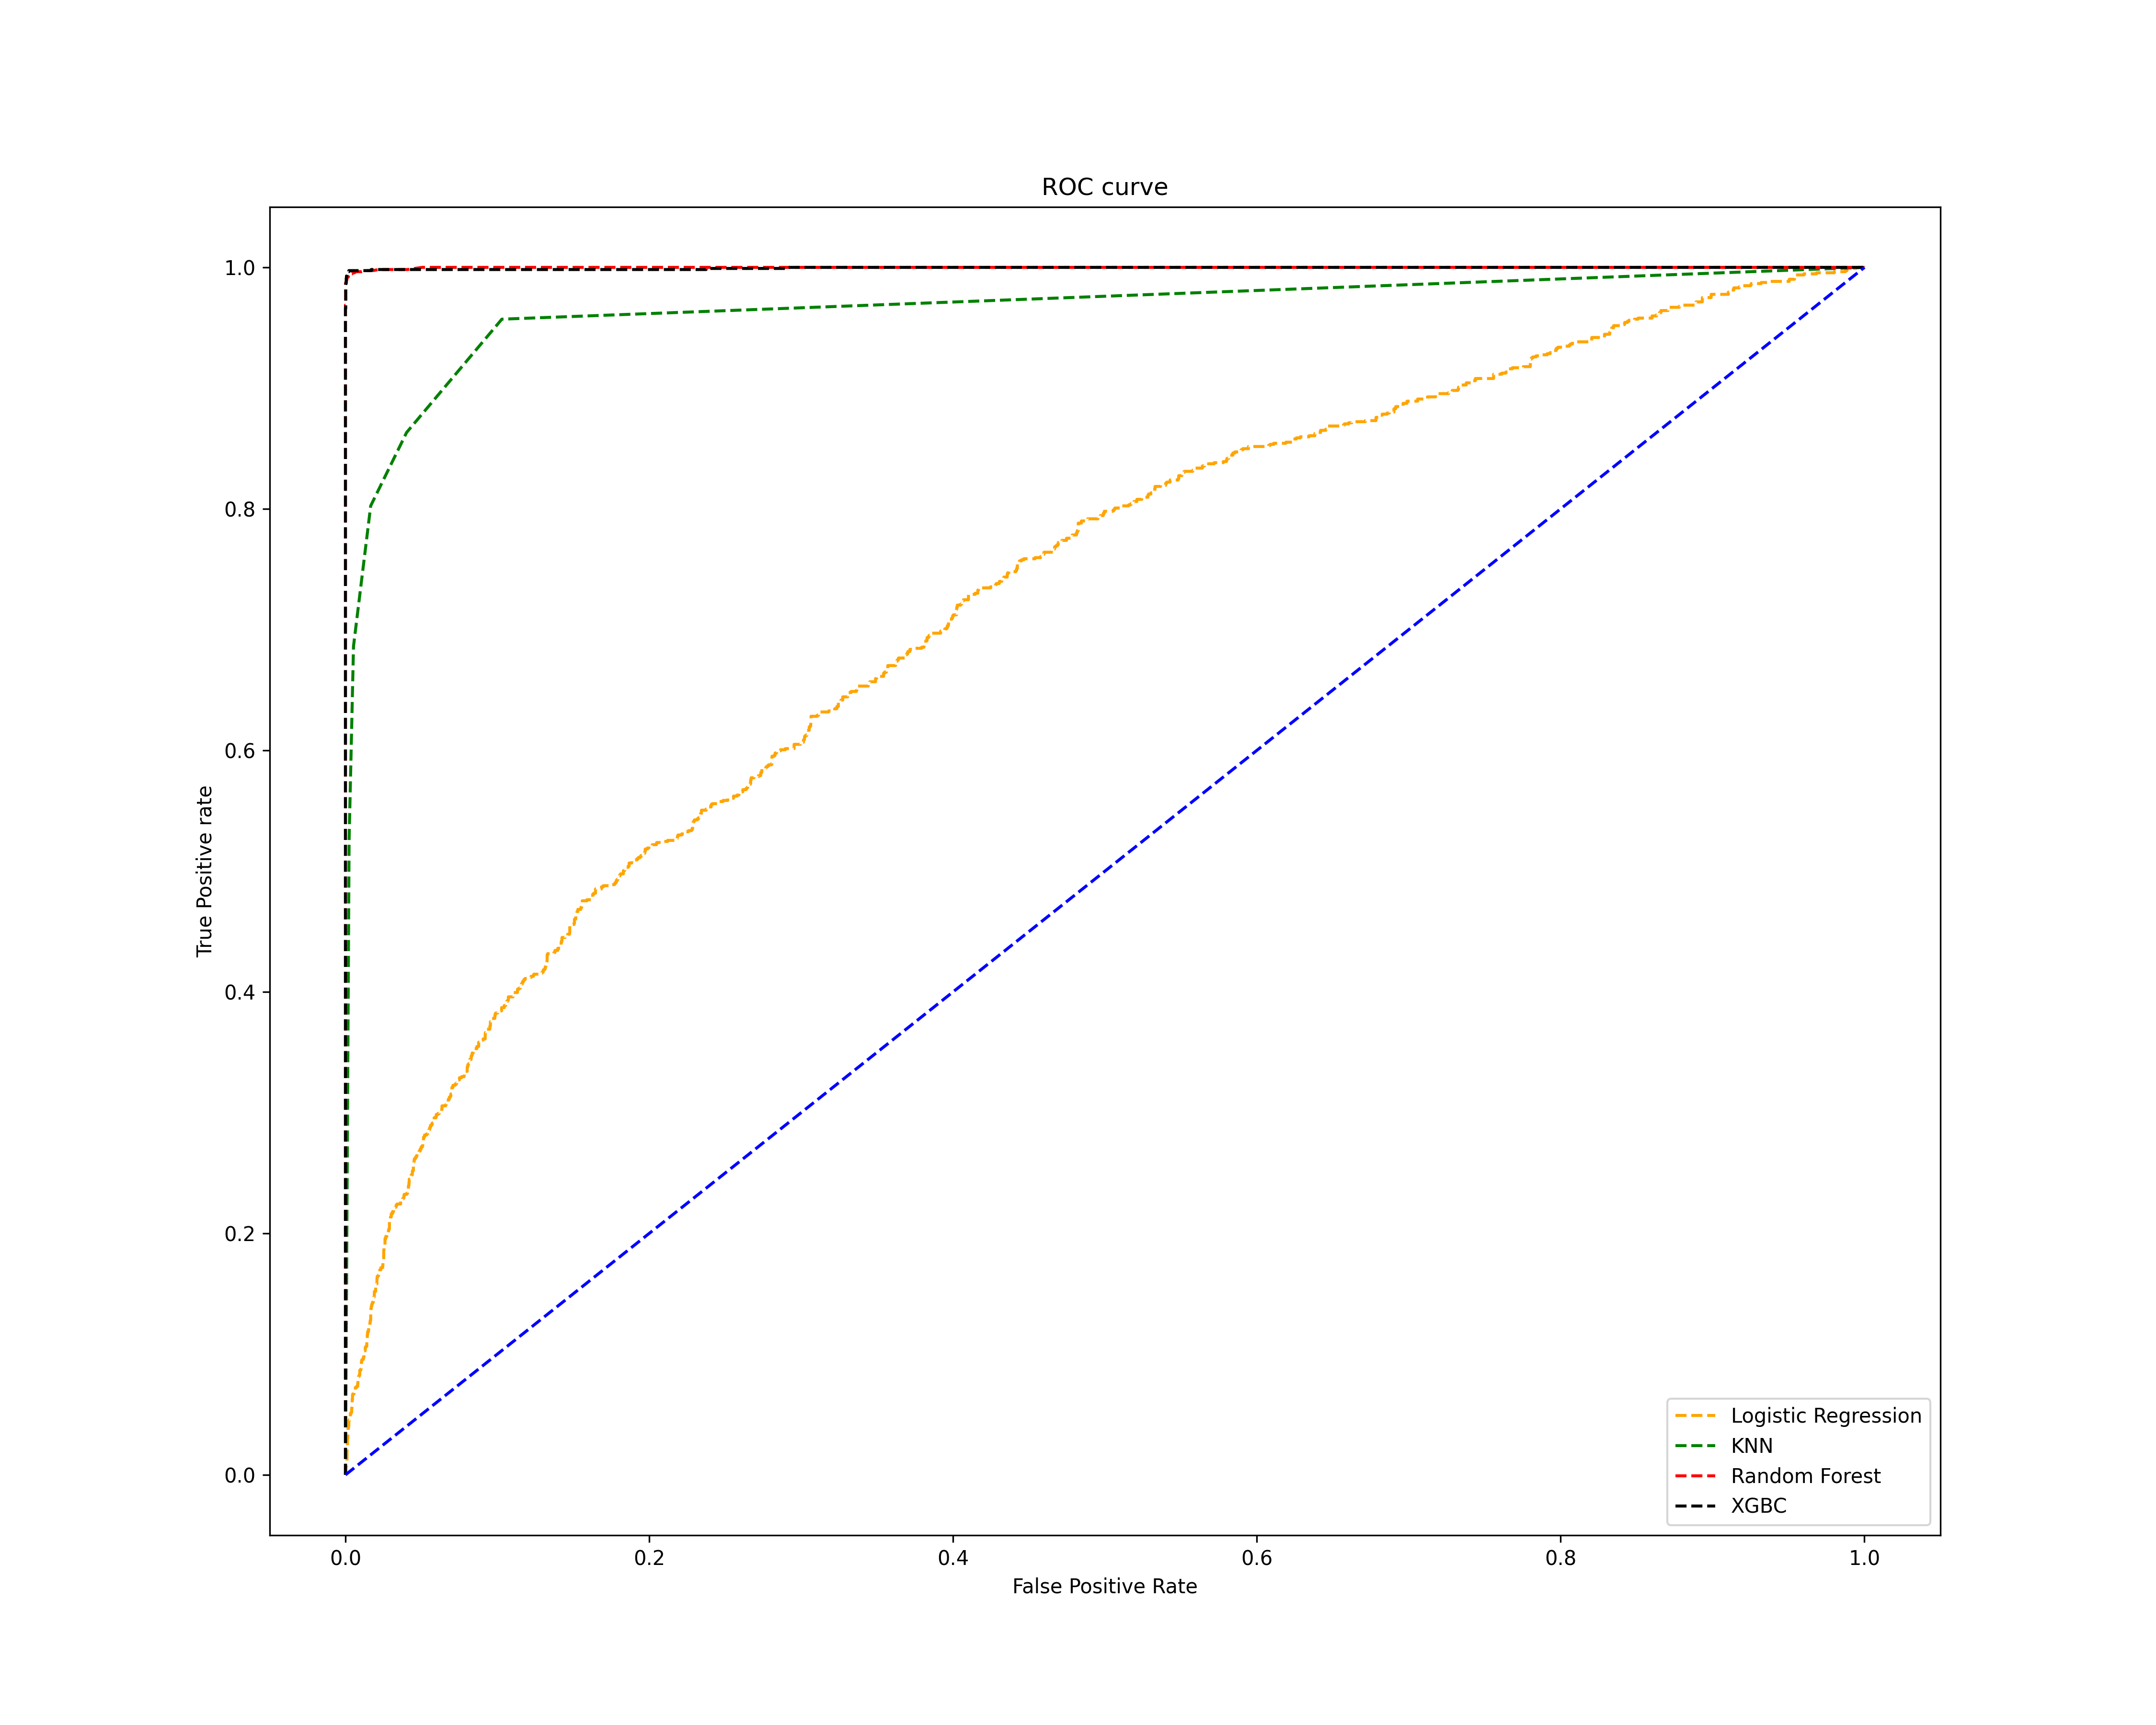 ROC curve
True Positive rate
1.0
0.8
0.6
0.4
0.2
0.0
0.0 0.2 0.4 0.6 0.8 1.0
False Positive Rate
Logistic Regression
KNN
Random Forest
XGBC